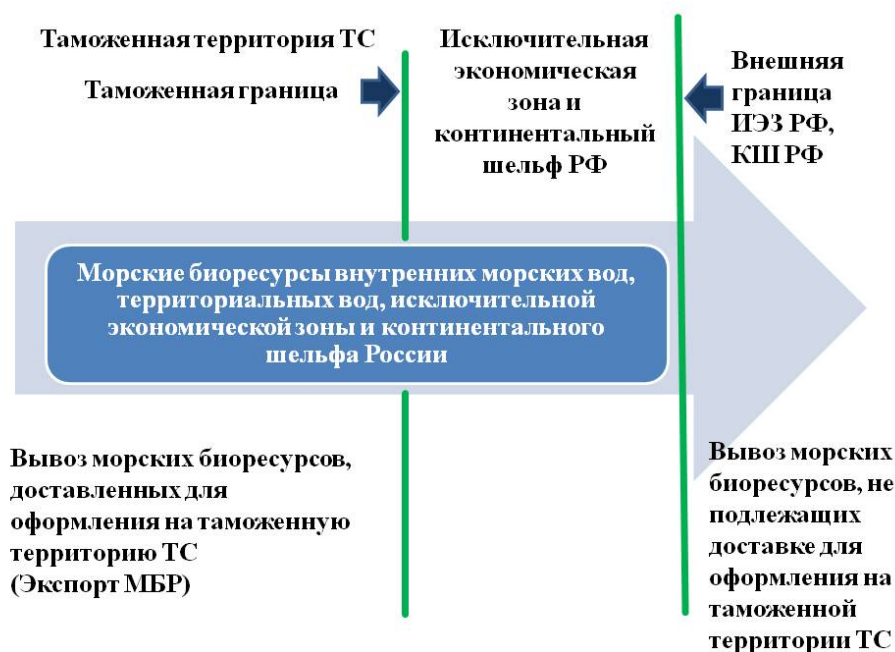 Таможенная территория ТС
Таможенная граница
Исключительная
экономическая
зона и
континентальный
шельф РФ
Внешняя
граница
ИЭЗ РФ,
КШ РФ
Морские биоресурсы внутренних морских вод,
территориальных вод, исключительной
экономической зоны и континентального
шельфа России
Вывоз морских биоресурсов,
доставленных для
оформления на таможенную
территорию ТС
(Экспорт МБР)
Вывоз морских
биоресурсов, не
подлежащих
доставке для
оформления на
таможенной
территории ТС